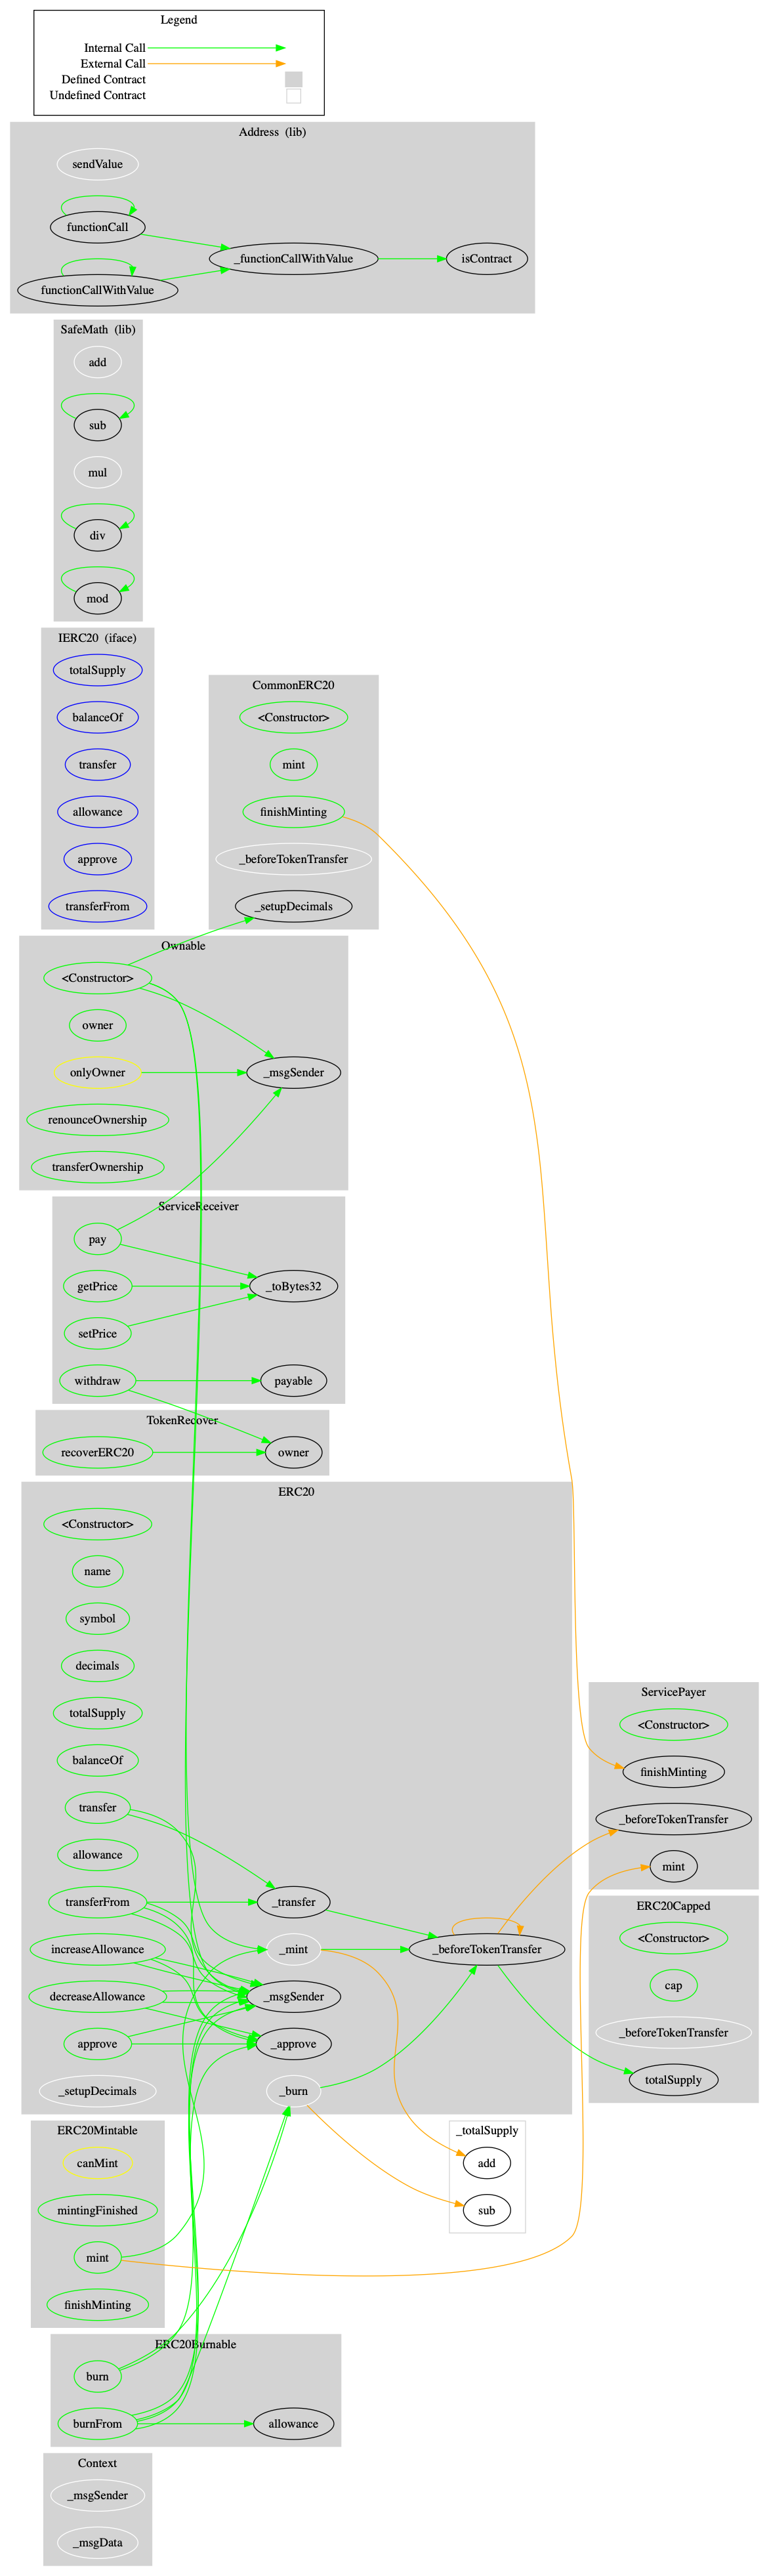 Legend
Internal Call
External Call
Defined Contract
Undefined Contract
Address  (lib)
sendValue
functionCall
functionCallWithValue
_functionCallWithValue
isContract
SafeMath  (lib)
add
sub
mul
div
mod
IERC20  (iface)
totalSupply
balanceOf
transfer
allowance
approve
transferFrom
CommonERC20
<Constructor>
mint
finishMinting
_beforeTokenTransfer
_setupDecimals
Ownable
<Constructor>
owner
onlyOwner
renounceOwnership
transferOwnership
_msgSender
ServiceReceiver
pay
getPrice
setPrice
withdraw
_toBytes32
payable
TokenRecover
recoverERC20
owner
ERC20
<Constructor>
name
symbol
decimals
totalSupply
balanceOf
transfer
allowance
transferFrom
increaseAllowance
decreaseAllowance
approve
_setupDecimals
_transfer
_mint
_msgSender
_approve
_burn
_beforeTokenTransfer
ServicePayer
<Constructor>
finishMinting
_beforeTokenTransfer
mint
ERC20Capped
<Constructor>
cap
_beforeTokenTransfer
totalSupply
_totalSupply
add
sub
ERC20Mintable
canMint
mintingFinished
mint
finishMinting
ERC20Burnable
burn
burnFrom
allowance
Context
_msgSender
_msgData